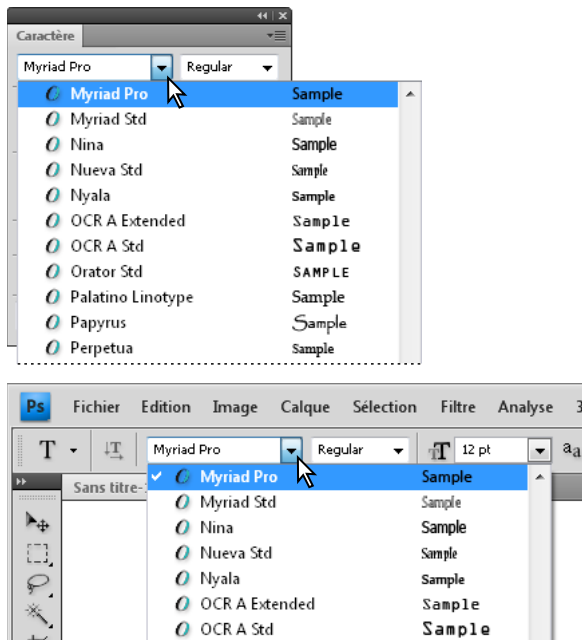 Caractère
Myriad Pro Regular
Myriad Pro Sample
Myriad Std Sample
Nina Sample
Nueva Std Sample
Nyala Sample
OCR A Extended Sample
OCR A Std Sample
Orator Std SAMPLE
Palatino Linotype Sample
Papyrus Sample
Perpetua Sample
Ps Fichier Edition Image Calque Sélection Filtre Analyse 3
T T Myriad Pro Regular TT 12 pt aa
Sans titre-
Myriad Pro Sample
Myriad Std Sample
Nina Sample
Nueva Std Sample
Nyala Sample
OCR A Extended Sample
OCR A Std Sample